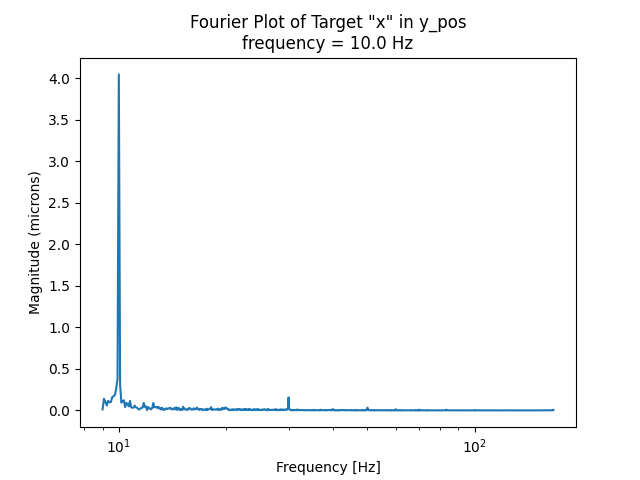 Fourier Plot of Target "x" in y_pos
frequency = 10.0 Hz
Magnitude (microns)
4.0
3.5
3.0
2.5
2.0
1.5
1.0
0.5
0.0
10¹
10²
Frequency [Hz]